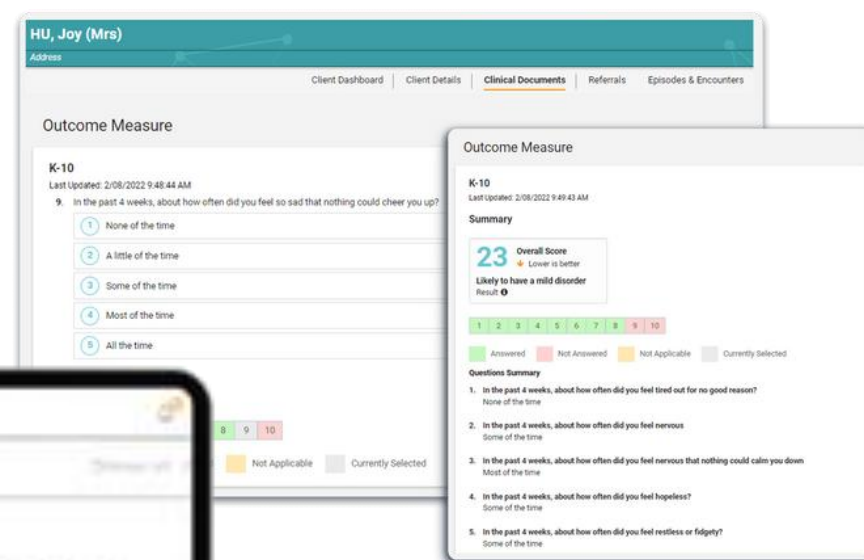 HU, Joy (Mrs)
Address
Client Dashboard
Client Details
Clinical Documents
Referrals
Episodes & Encounters
Outcome Measure
K-10
Last Updated: 2/08/2022 9:48:44 AM
9. In the past 4 weeks, about how often did you feel so sad that nothing could cheer you up?
1 None of the time
2 A little of the time
3 Some of the time
4 Most of the time
5 All the time
8 9 10
Not Applicable
Currently Selected
Outcome Measure
K-10
Last Updated: 2/08/2022 9:49:43 AM
Summary
23 Overall Score
Lower is better
Likely to have a mild disorder
Result
1 2 3 4 5 6 7 8 9 10
Answered
Not Answered
Not Applicable
Currently Selected
Questions Summary
1. In the past 4 weeks, about how often did you feel tired out for no good reason?
None of the time
2. In the past 4 weeks, about how often did you feel nervous
Some of the time
3. In the past 4 weeks, about how often did you feel nervous that nothing could calm you down
Most of the time
4. In the past 4 weeks, about how often did you feel hopeless?
Some of the time
5. In the past 4 weeks, about how often did you feel restless or fidgety?
Some of the time